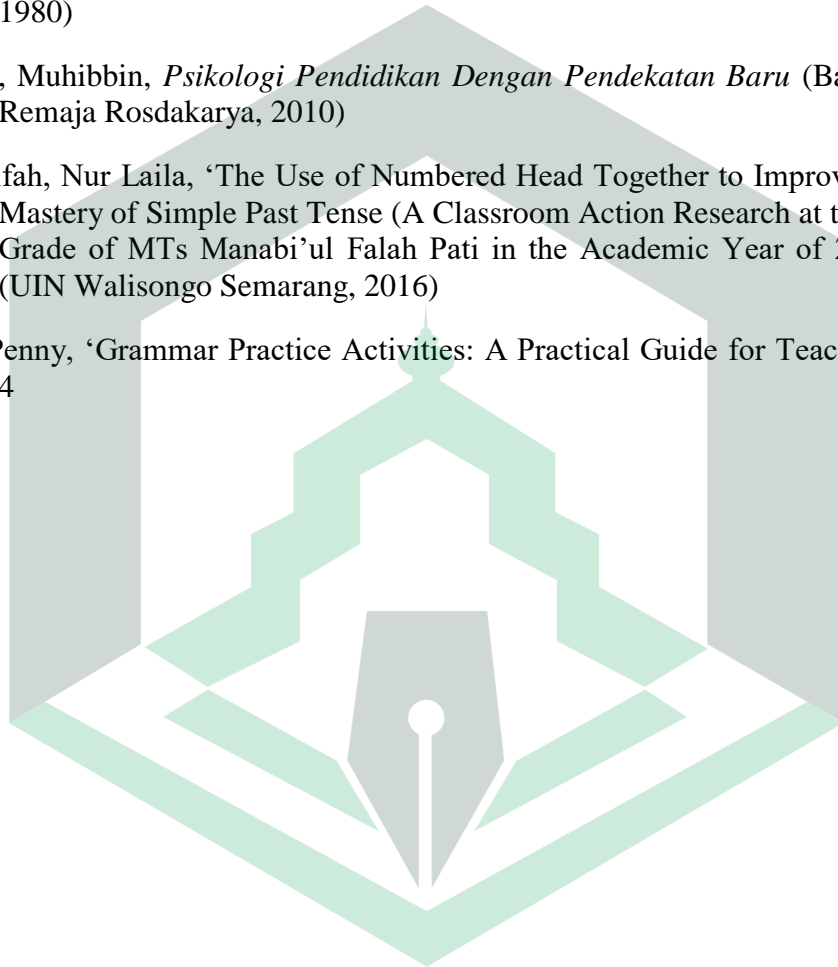 1980)
, Muhibbin, Psikologi Pendidikan Dengan Pendekatan Baru (Ba
Remaja Rosdakarya, 2010)
ifah, Nur Laila, ‘The Use of Numbered Head Together to Improv
Mastery of Simple Past Tense (A Classroom Action Research at t
Grade of MTs Manabi’ul Falah Pati in the Academic Year of 2
(UIN Walisongo Semarang, 2016)
Penny, ‘Grammar Practice Activities: A Practical Guide for Teac
4